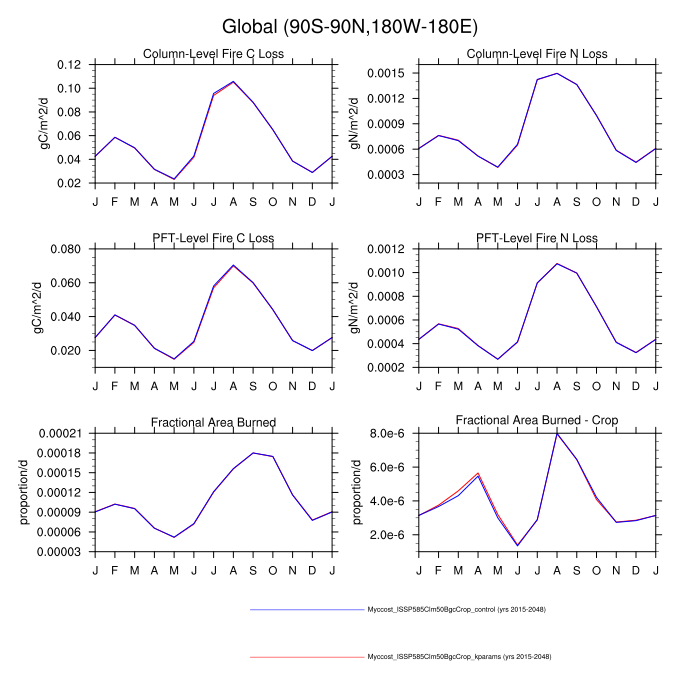 Global (90S-90N,180W-180E)
Column-Level Fire C Loss
gC/m^2/d
0.12
0.10
0.08
0.06
0.04
0.02
J F M A M J J A S O N D J
Column-Level Fire N Loss
gN/m^2/d
0.0015
0.0012
0.0009
0.0006
0.0003
J F M A M J J A S O N D J
PFT-Level Fire C Loss
gC/m^2/d
0.080
0.060
0.040
0.020
J F M A M J J A S O N D J
PFT-Level Fire N Loss
gN/m^2/d
0.0012
0.0010
0.0008
0.0006
0.0004
0.0002
J F M A M J J A S O N D J
Fractional Area Burned
proportion/d
0.00021
0.00018
0.00015
0.00012
0.00009
0.00006
0.00003
J F M A M J J A S O N D J
Fractional Area Burned - Crop
proportion/d
8.0e-6
6.0e-6
4.0e-6
2.0e-6
J F M A M J J A S O N D J
Myccost_ISSP585Clm50BgcCrop_control (yrs 2015-2048)
Myccost_ISSP585Clm50BgcCrop_kparams (yrs 2015-2048)